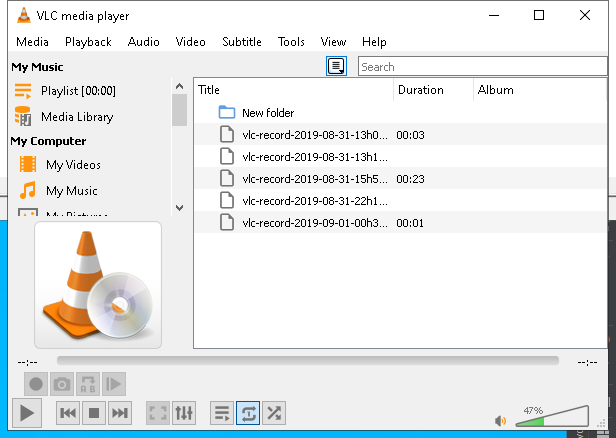 VLC media player
Media Playback Audio Video Subtitle Tools View Help
My Music
Search
Playlist [00:00]
Media Library
My Computer
My Videos
My Music
Title Duration Album
New folder
vlc-record-2019-08-31-13h0... 00:03
vlc-record-2019-08-31-13h1...
vlc-record-2019-08-31-15h5... 00:23
vlc-record-2019-08-31-22h1...
vlc-record-2019-09-01-00h3... 00:01
--:-- --:--
47%